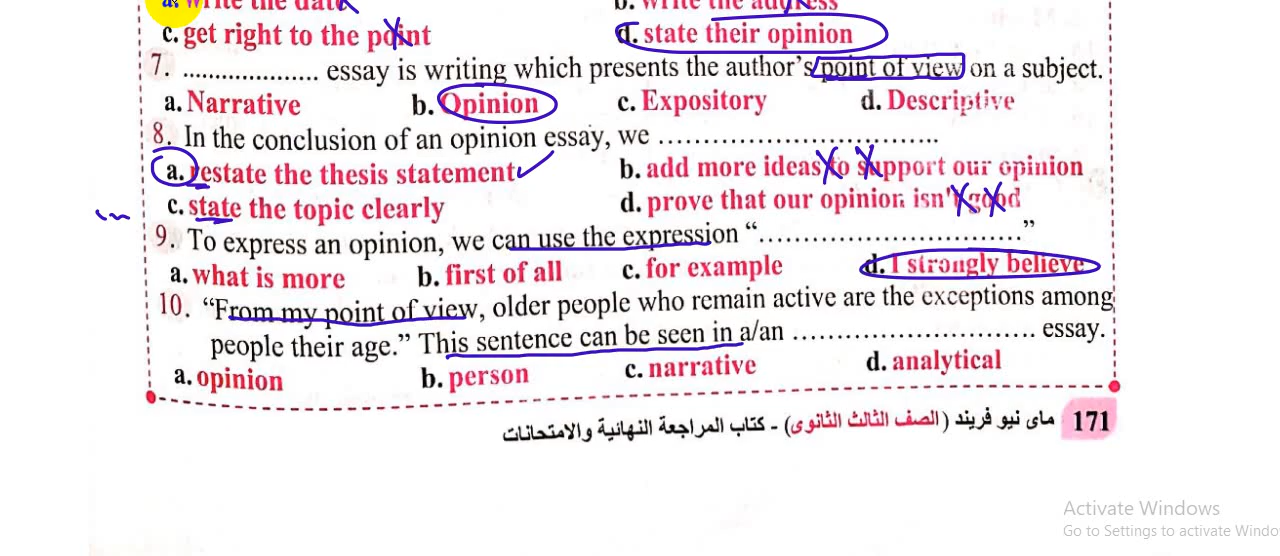 a. write the date b. write the address
c. get right to the point d. state their opinion
7. .................... essay is writing which presents the author's point of view on a subject.
a. Narrative b. Opinion c. Expository d. Descriptive
8. In the conclusion of an opinion essay, we ................................
a. restate the thesis statement b. add more ideas to support our opinion
c. state the topic clearly d. prove that our opinion isn't good
9. To express an opinion, we can use the expression “..............................”
a. what is more b. first of all c. for example d. I strongly believe
10. “From my point of view, older people who remain active are the exceptions among
people their age.” This sentence can be seen in a/an ............................ essay.
a. opinion b. person c. narrative d. analytical
171 ماى نيو فريند (الصف الثالث الثانوى) - كتاب المراجعة النهائية والامتحانات
Activate Windows
Go to Settings to activate Windo